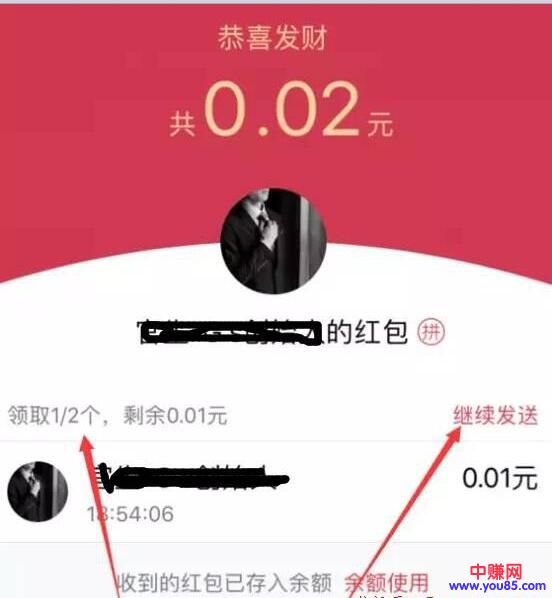 恭喜发财
共0.02元
的红包 拼
领取1/2个，剩余0.01元 继续发送
0.01元
18:54:06
收到的红包已存入余额 余额使用
中赚网
www.you85.com